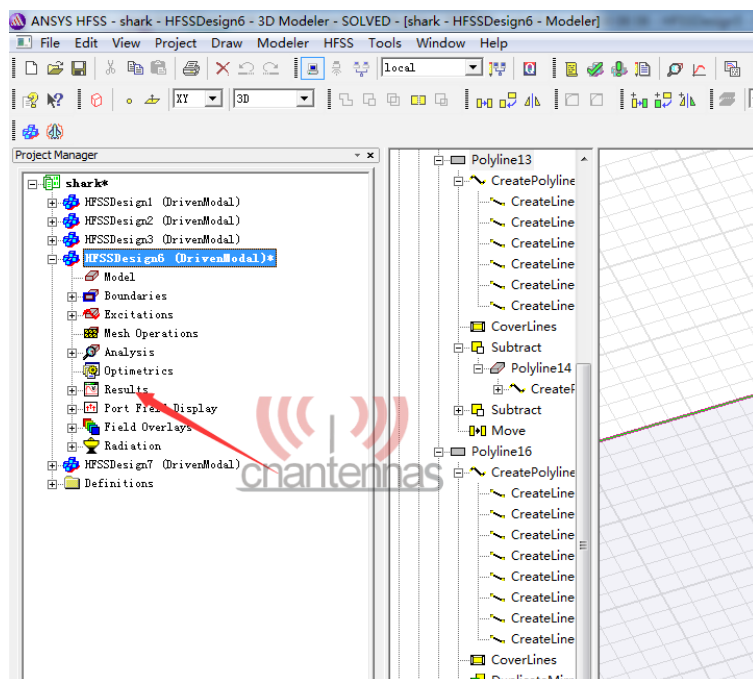 ANSYS HFSS - shark - HFSSDesign6 - 3D Modeler - SOLVED - [shark - HFSSDesign6 - Modeler]
File Edit View Project Draw Modeler HFSS Tools Window Help
local
XY 3D
Project Manager
shark*
HFSSDesign1 (DrivenModal)
HFSSDesign2 (DrivenModal)
HFSSDesign3 (DrivenModal)
HFSSDesign6 (DrivenModal)*
Model
Boundaries
Excitations
Mesh Operations
Analysis
Optimetrics
Results
Port Field Display
Field Overlays
Radiation
HFSSDesign7 (DrivenModal)
Definitions
Polyline13
CreatePolyline
CreateLine
CreateLine
CreateLine
CreateLine
CreateLine
CreateLine
CoverLines
Subtract
Polyline14
CreateP
Subtract
Move
Polyline16
CreatePolyline
CreateLine
CreateLine
CreateLine
CreateLine
CreateLine
CreateLine
CreateLine
CreateLine
CoverLines
chantennas